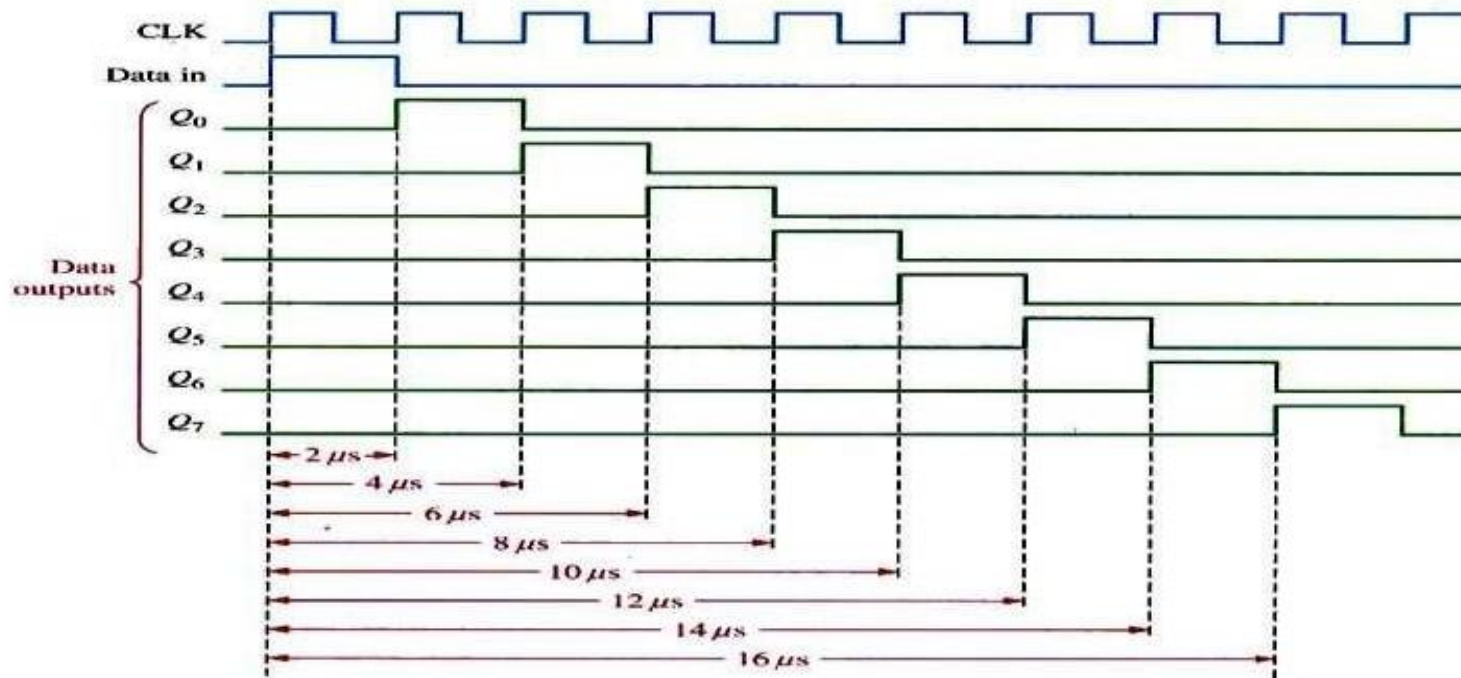 CLK
Data in
Q₀
Q₁
Q₂
Q₃
Data
outputs
Q₄
Q₅
Q₆
Q₇
2 μs
4 μs
6 μs
8 μs
10 μs
12 μs
14 μs
16 μs